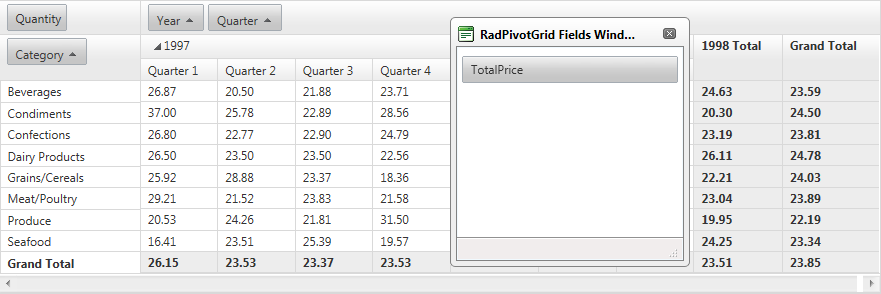 Quantity Year Quarter
RadPivotGrid Fields Wind...
Category 1997 1998 Total Grand Total
TotalPrice
Quarter 1 Quarter 2 Quarter 3 Quarter 4
Beverages 26.87 20.50 21.88 23.71 24.63 23.59
Condiments 37.00 25.78 22.89 28.56 20.30 24.50
Confections 26.80 22.77 22.90 24.79 23.19 23.81
Dairy Products 26.50 23.50 23.50 22.56 26.11 24.78
Grains/Cereals 25.92 28.88 23.37 18.36 22.21 24.03
Meat/Poultry 29.21 21.52 23.83 21.58 23.04 23.89
Produce 20.53 24.26 21.81 31.50 19.95 22.19
Seafood 16.41 23.51 25.39 19.57 24.25 23.34
Grand Total 26.15 23.53 23.37 23.53 23.51 23.85